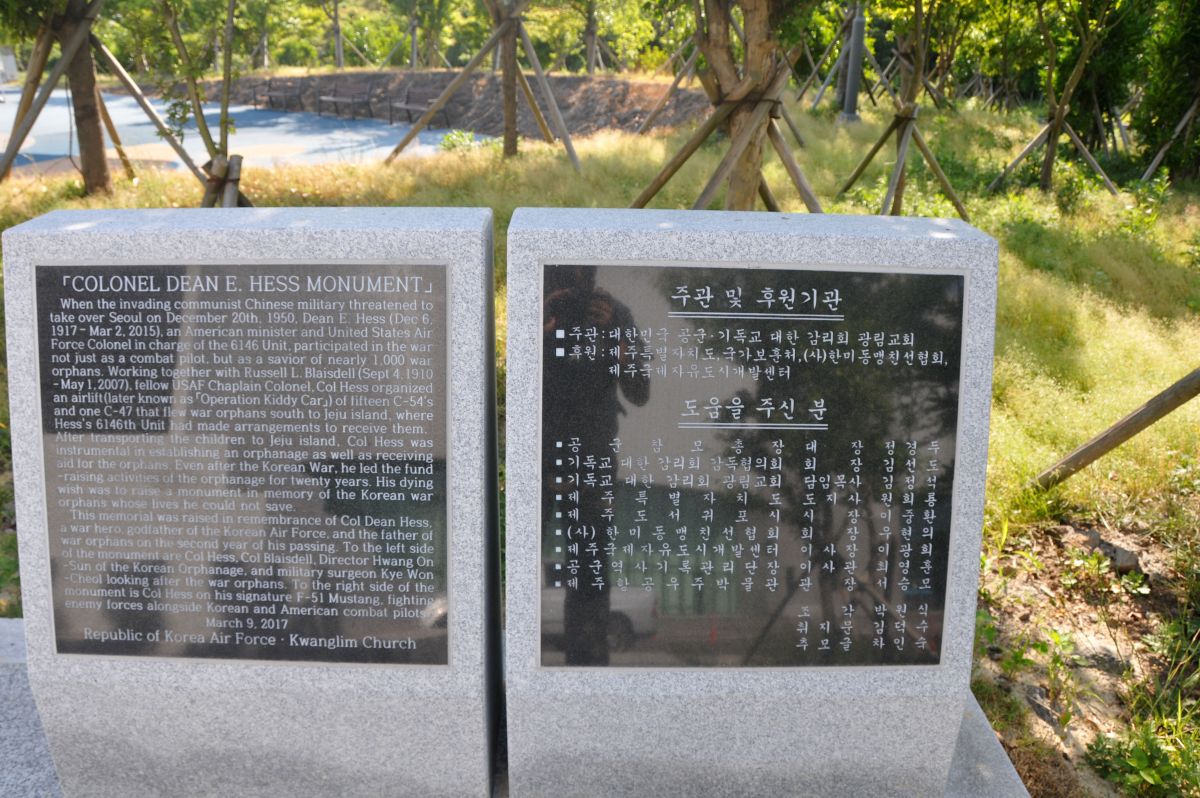 「COLONEL DEAN E. HESS MONUMENT」
When the invading communist Chinese military threatened to
take over Seoul on December 20th, 1950, Dean E. Hess (Dec 6,
1917 - Mar 2, 2015), an American minister and United States Air
Force Colonel in charge of the 6146 Unit, participated in the war
not just as a combat pilot, but as a savior of nearly 1,000 war
orphans. Working together with Russell L. Blaisdell (Sept 4, 1910
- May 1, 2007), fellow USAF Chaplain Colonel, Col Hess organized
an airlift(later known as 「Operation Kiddy Car」) of fifteen C-54's
and one C-47 that flew war orphans south to Jeju island, where
Hess's 6146th Unit had made arrangements to receive them.
After transporting the children to Jeju island, Col Hess was
instrumental in establishing an orphanage as well as receiving
aid for the orphans. Even after the Korean War, he led the fund
-raising activities of the orphanage for twenty years. His dying
wish was to raise a monument in memory of the Korean war
orphans whose lives he could not save.
This memorial was raised in remembrance of Col Dean Hess,
a war hero, godfather of the Korean Air Force, and the father of
war orphans on the second year of his passing. To the left side
of the monument are Col Hess, Col Blaisdell, Director Hwang On
-Sun of the Korean Orphanage, and military surgeon Kye Won
-Cheol looking after the war orphans. To the right side of the
monument is Col Hess on his signature F-51 Mustang, fighting
enemy forces alongside Korean and American combat pilots.
March 9, 2017
Republic of Korea Air Force · Kwanglim Church
주관 및 후원기관
■ 주관 : 대한민국 공군 · 기독교 대한 감리회 광림교회
■ 후원 : 제주특별자치도, 국가보훈처, (사)한미동맹친선협회,
제주국제자유도시개발센터
도움을 주신 분
■ 공군참모총장 대장 정경두
■ 기독교 대한 감리회 감독협의회 회장 김선도
■ 기독교 대한 감리회 광림교회 담임목사 김정석
■ 제주특별자치도 도지사 원희룡
■ 제주도 서귀포시 시장 이중환
■ (사)한미동맹친선협회 회장 우현의
■ 제주국제자유도시개발센터 이사장 이광희
■ 공군역사기록관리단장 이사관 최영훈
■ 제주항공우주박물관 관장 서승모
조각 박원식
취지문 김덕수
추모글 차인숙